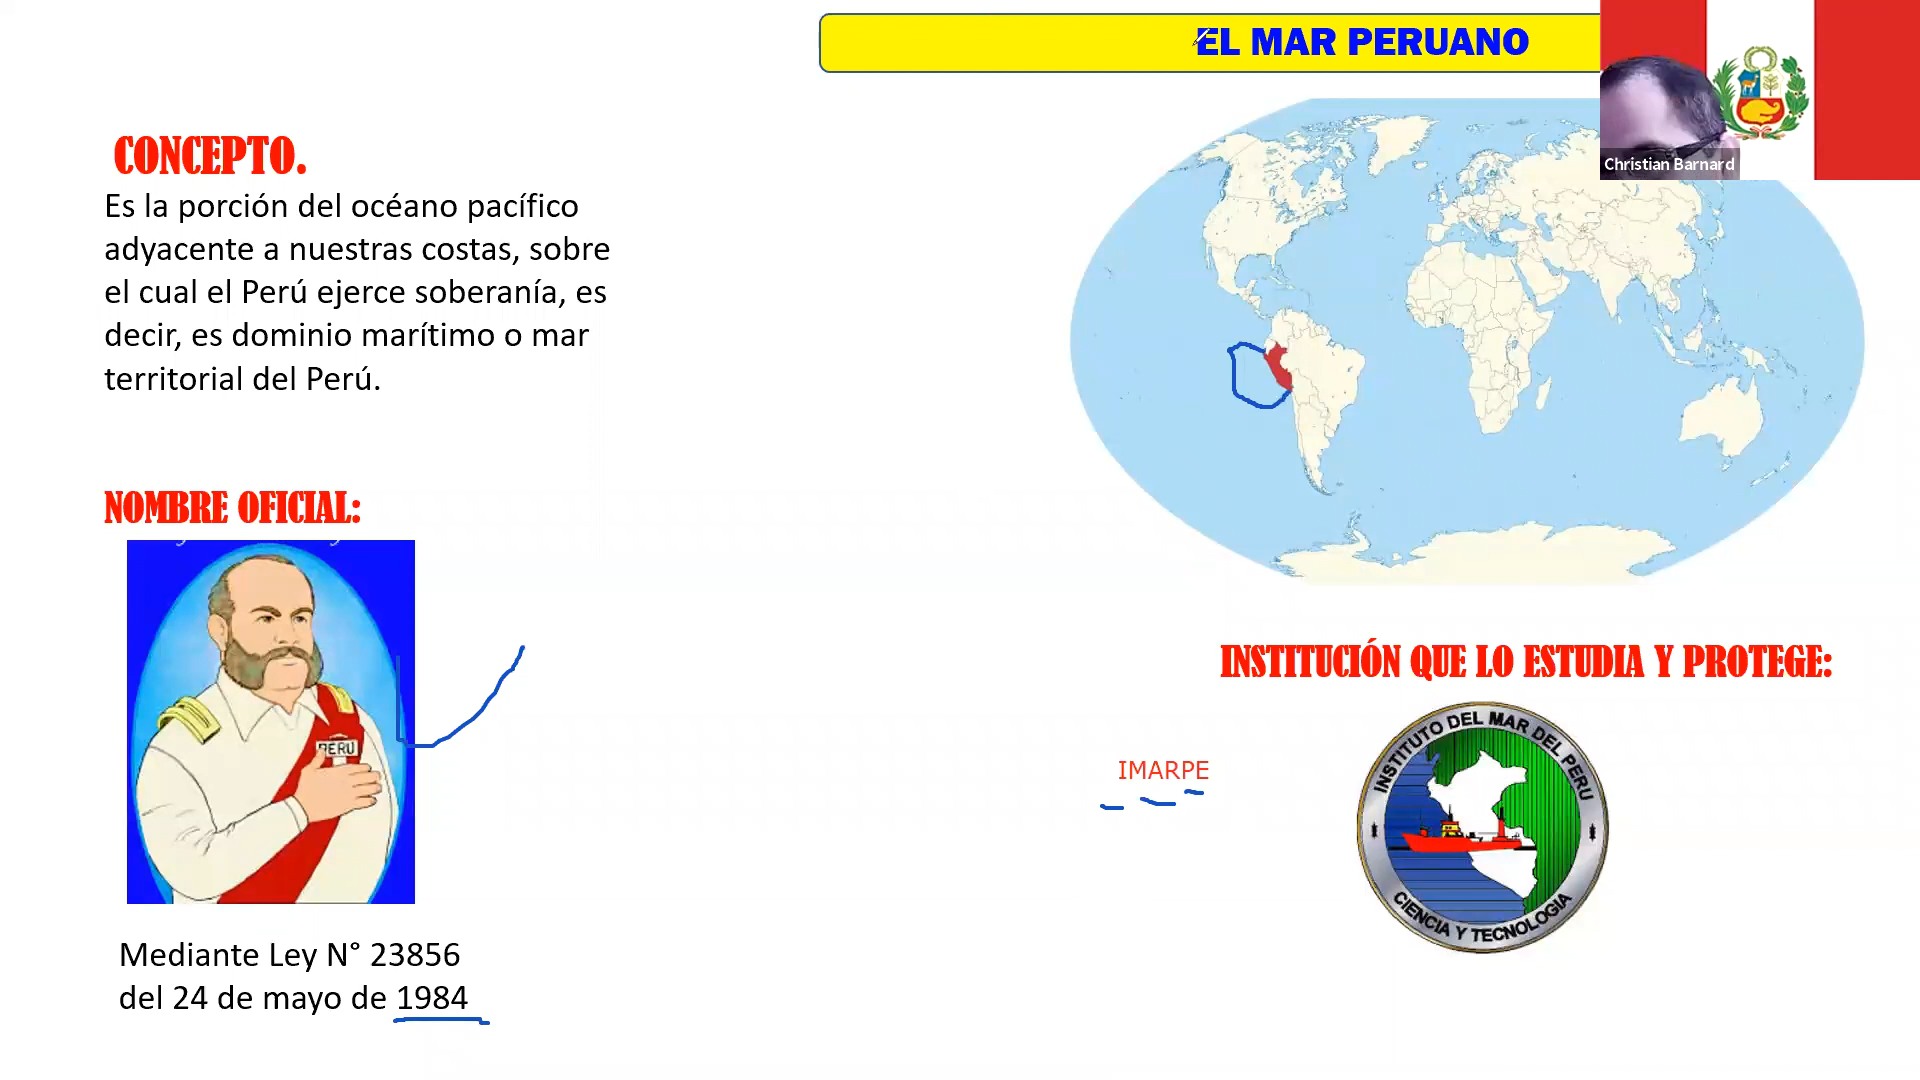 EL MAR PERUANO
Christian Barnard
CONCEPTO.
Es la porción del océano pacífico
adyacente a nuestras costas, sobre
el cual el Perú ejerce soberanía, es
decir, es dominio marítimo o mar
territorial del Perú.
NOMBRE OFICIAL:
PERU
Mediante Ley N° 23856
del 24 de mayo de 1984
INSTITUCIÓN QUE LO ESTUDIA Y PROTEGE:
IMARPE
INSTITUTO DEL MAR DEL PERU
CIENCIA Y TECNOLOGIA